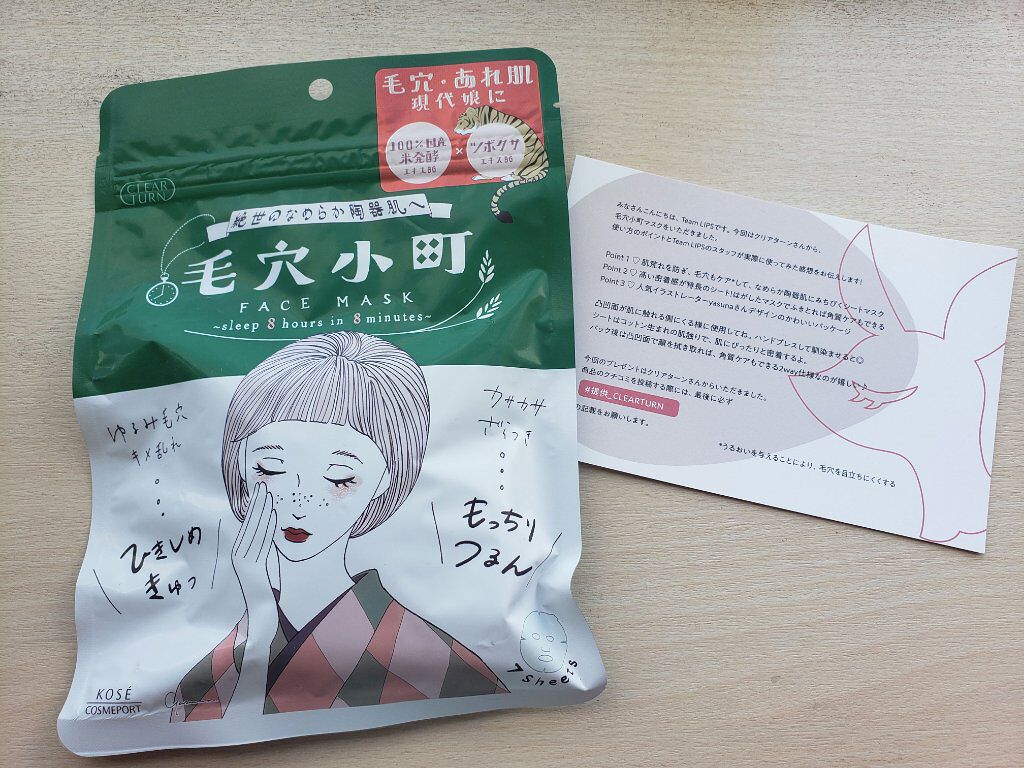 毛穴・あれ肌
現代娘に
100%国産
米発酵
エキスBG
×
ツボクサ
エキスBG
CLEAR
TURN
絶世のなめらか陶器肌へ
毛穴小町
FACE MASK
~sleep 8 hours in 8 minutes~
ゆるみ毛穴
キメ乱れ
ひきしめ
きゅっ
カサカサ
ざらつき
もっちり
つるん
7 sheets
KOSÉ
COSMEPORT
みなさんこんにちは、Team LIPSです。今回はクリアターンさんから、
毛穴小町マスクをいただきました。
使い方のポイントとTeam LIPSのスタッフが実際に使ってみた感想をお伝えします!
Point 1 ♡ 肌荒れを防ぎ、毛穴もケア*して、なめらか陶器肌にみちびくシートマスク
Point 2 ♡ 高い密着感が特長のシート!はがしたマスクでふきとれば角質ケアもできる
Point 3 ♡ 人気イラストレーターyasunaさんデザインのかわいいパッケージ
凸凹面が肌に触れる側にくる様に使用してね。ハンドプレスして馴染ませると◎
シートはコットン生まれの肌触りで、肌にぴったりと密着するよ。
パック後は凸凹面で顔を拭き取れば、角質ケアもできる2way仕様なのが嬉しい♪
今回のプレゼントはクリアターンさんからいただきました。
商品のクチコミを投稿する際には、最後に必ず
#提供_CLEARTURN
の記載をお願いします。
*うるおいを与えることにより、毛穴を目立ちにくくする